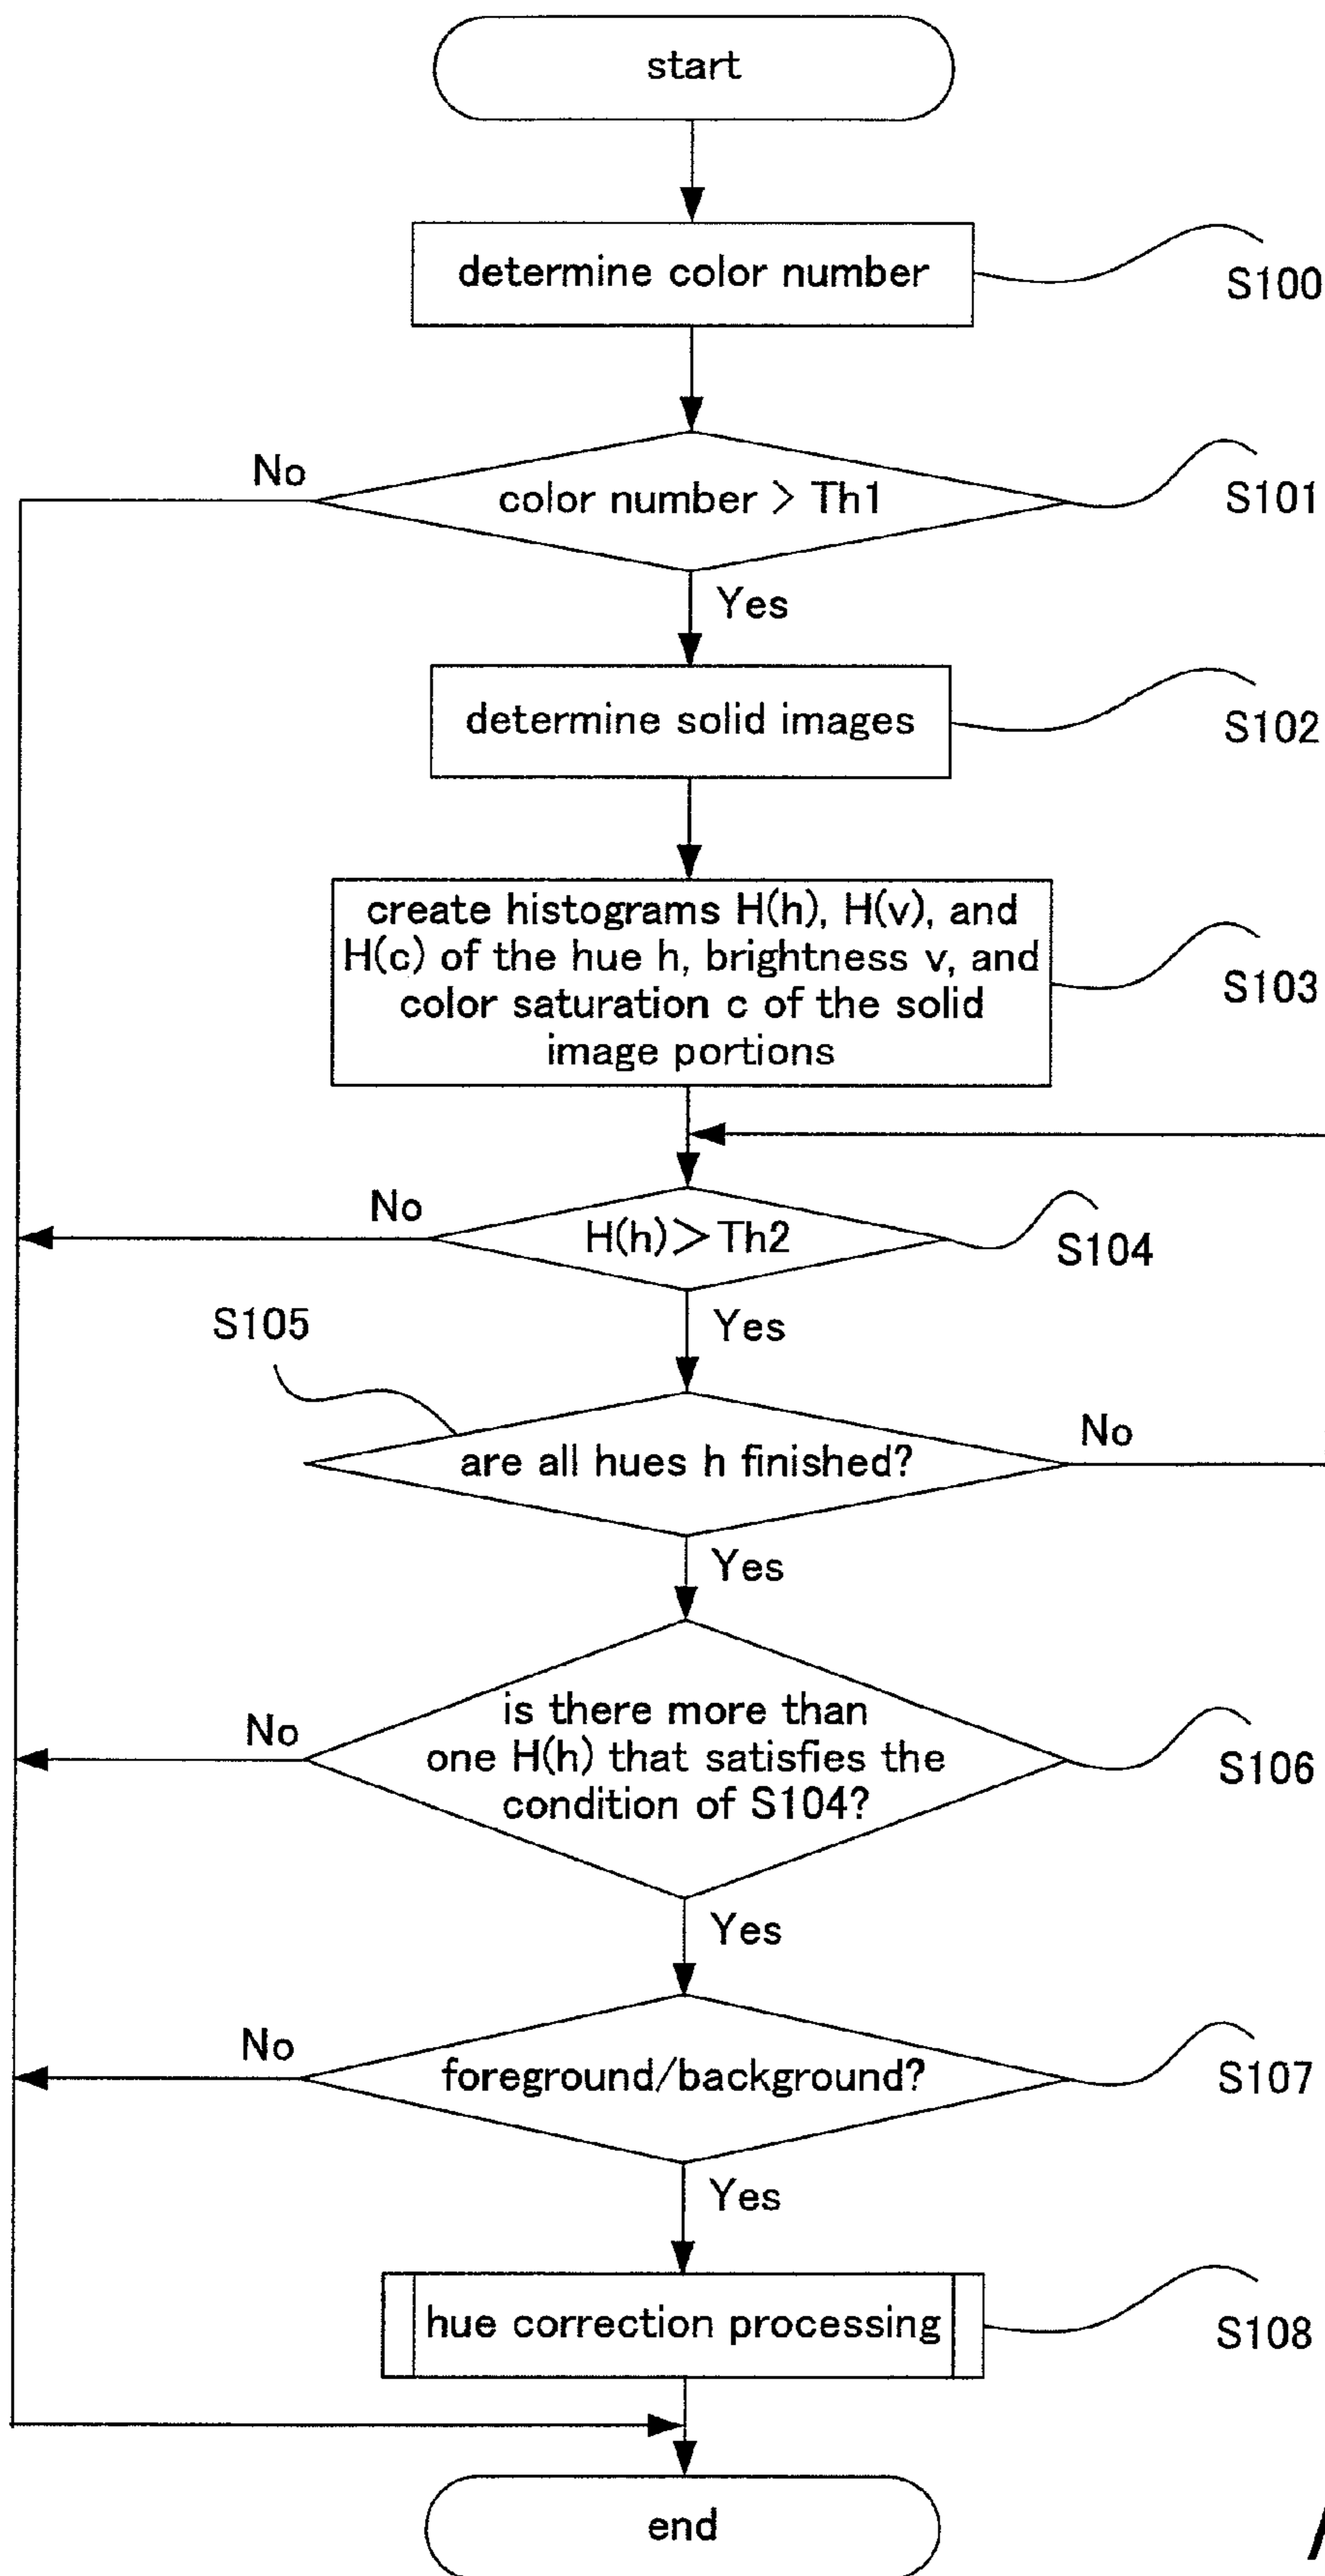 start
determine color number
S100
No
color number > Th1
S101
Yes
determine solid images
S102
create histograms H(h), H(v), and
H(c) of the hue h, brightness v, and
color saturation c of the solid
image portions
S103
No
H(h)>Th2
S104
S105
Yes
are all hues h finished?
No
Yes
is there more than
one H(h) that satisfies the
condition of S104?
No
S106
Yes
No
foreground/background?
S107
Yes
hue correction processing
S108
end